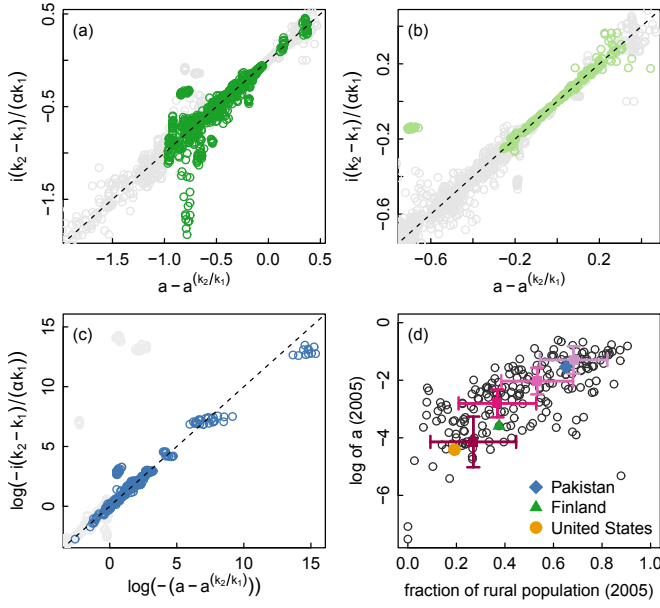 (a)
i(k₂ − k₁)/(αk₁)
0.5
−0.5
−1.5
−1.5
−1.0
−0.5
0.0
0.5
a − a^(k₂/k₁)
(b)
i(k₂ − k₁)/(αk₁)
0.2
−0.2
−0.6
−0.6
−0.2
0.2
a − a^(k₂/k₁)
(c)
log(−i(k₂ − k₁)/(αk₁))
15
10
5
0
0
5
10
15
log(−(a − a^(k₂/k₁)))
(d)
log of a (2005)
−0
−2
−4
−6
Pakistan
Finland
United States
0.0
0.2
0.4
0.6
0.8
1.0
fraction of rural population (2005)